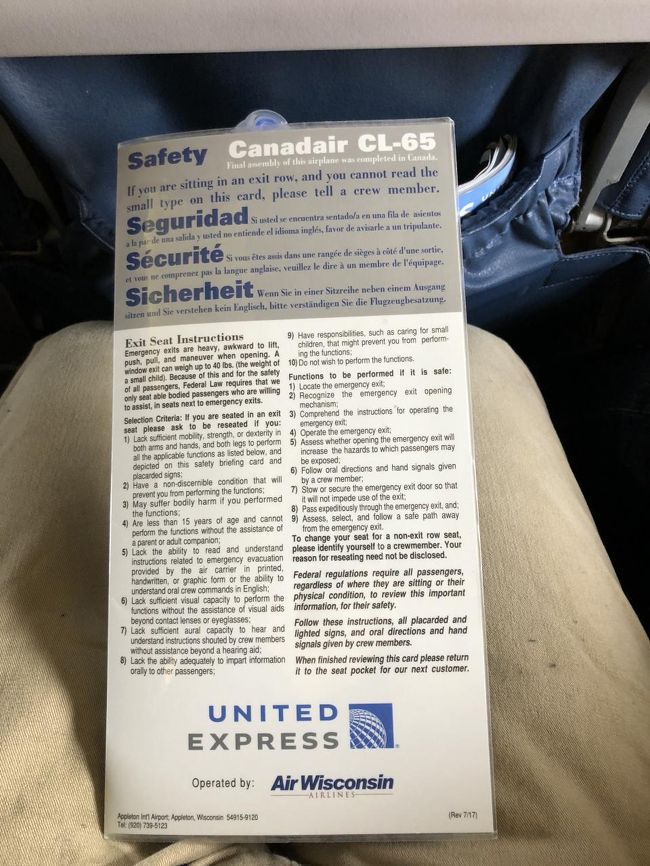 Safety Canadair CL-65
Final assembly of this airplane was completed in Canada.
If you are sitting in an exit row, and you cannot read the
small type on this card, please tell a crew member.
Seguridad Si usted se encuentra sentado/a en una fila de asientos
a la par de una salida y usted no entiende el idioma inglés, favor de avisarle a un tripulante.
Sécurité Si vous êtes assis dans une rangée de sièges à côté d'une sortie,
et vous ne comprenez pas la langue anglaise, veuillez le dire à un membre de l'équipage.
Sicherheit Wenn Sie in einer Sitzreihe neben einem Ausgang
sitzen und Sie verstehen kein Englisch, bitte verständigen Sie die Flugzeugbesatzung.
Exit Seat Instructions
Emergency exits are heavy, awkward to lift,
push, pull, and maneuver when opening. A
window exit can weigh up to 40 lbs. (the weight of
a small child). Because of this and for the safety
of all passengers, Federal Law requires that we
only seat able bodied passengers who are willing
to assist, in seats next to emergency exits.
Selection Criteria: If you are seated in an exit
seat please ask to be reseated if you:
1) Lack sufficient mobility, strength, or dexterity in
both arms and hands, and both legs to perform
all the applicable functions as listed below, and
depicted on this safety briefing card and
placarded signs;
2) Have a non-discernible condition that will
prevent you from performing the functions;
3) May suffer bodily harm if you performed
the functions;
4) Are less than 15 years of age and cannot
perform the functions without the assistance of
a parent or adult companion;
5) Lack the ability to read and understand
instructions related to emergency evacuation
provided by the air carrier in printed,
handwritten, or graphic form or the ability to
understand oral crew commands in English;
6) Lack sufficient visual capacity to perform the
functions without the assistance of visual aids
beyond contact lenses or eyeglasses;
7) Lack sufficient aural capacity to hear and
understand instructions shouted by crew members
without assistance beyond a hearing aid;
8) Lack the ability adequately to impart information
orally to other passengers;
9) Have responsibilities, such as caring for small
children, that might prevent you from perform-
ing the functions;
10) Do not wish to perform the functions.
Functions to be performed if it is safe:
1) Locate the emergency exit;
2) Recognize the emergency exit opening
mechanism;
3) Comprehend the instructions for operating the
emergency exit;
4) Operate the emergency exit;
5) Assess whether opening the emergency exit will
increase the hazards to which passengers may
be exposed;
6) Follow oral directions and hand signals given
by a crew member;
7) Stow or secure the emergency exit door so that
it will not impede use of the exit;
8) Pass expeditiously through the emergency exit, and;
9) Assess, select, and follow a safe path away
from the emergency exit.
To change your seat for a non-exit row seat,
please identify yourself to a crewmember. Your
reason for reseating need not be disclosed.
Federal regulations require all passengers,
regardless of where they are sitting or their
physical condition, to review this important
information, for their safety.
Follow these instructions, all placarded and
lighted signs, and oral directions and hand
signals given by crew members.
When finished reviewing this card please return
it to the seat pocket for our next customer.
UNITED
EXPRESS
Operated by: Air Wisconsin
AIRLINES
Appleton Int'l Airport; Appleton, Wisconsin 54915-9120
Tel: (920) 739-5123
(Rev 7/17)